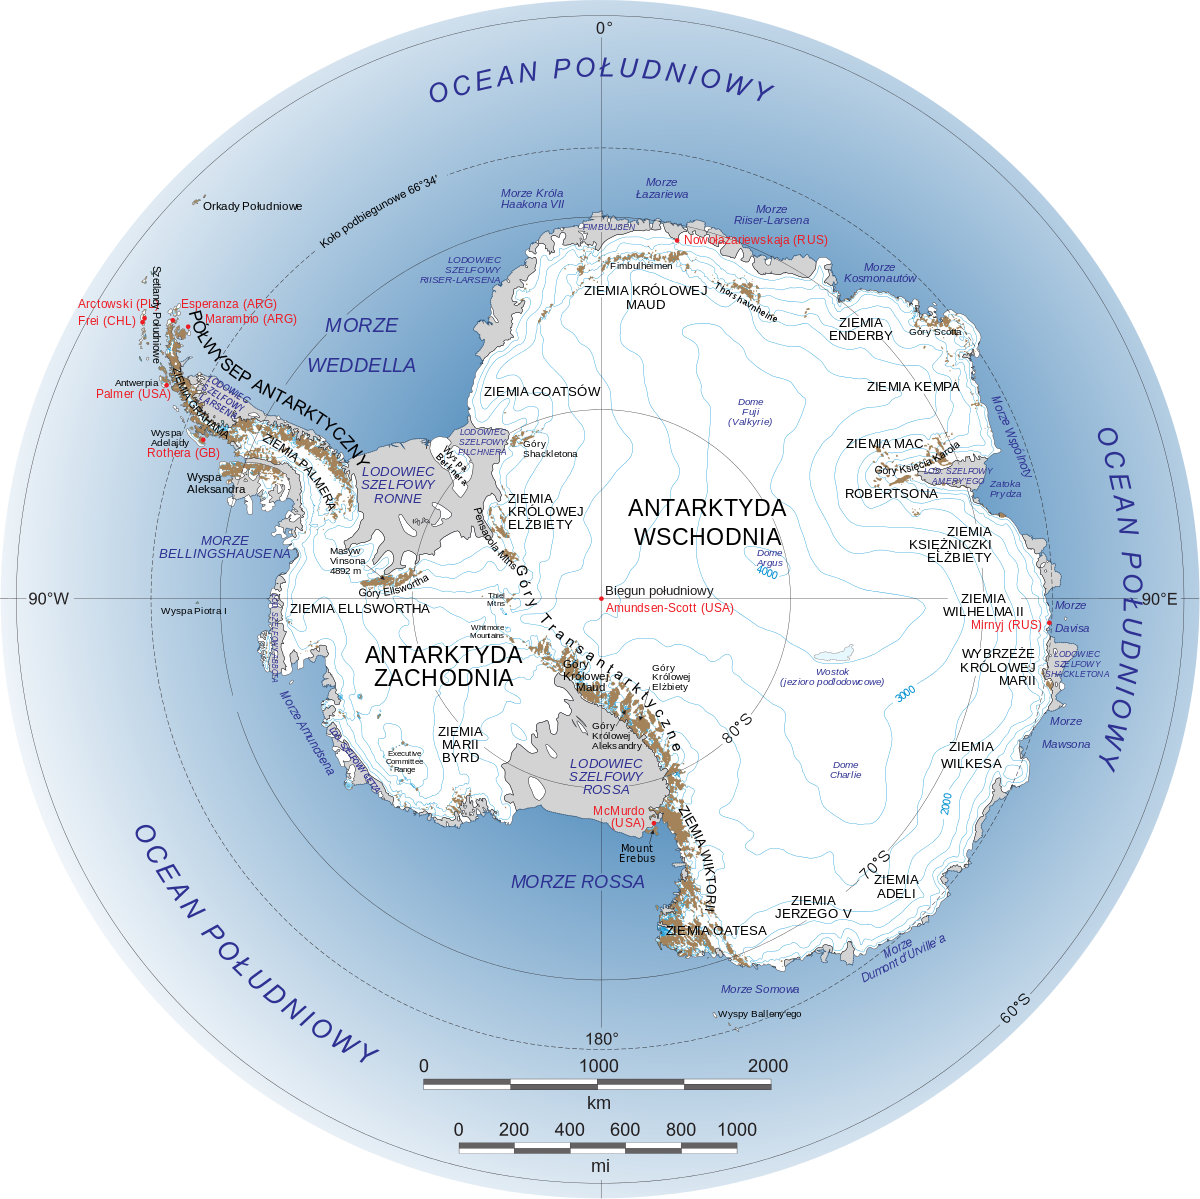 0°
OCEAN POŁUDNIOWY
Koło podbiegunowe 66°34'
Orkady Południowe
Morze Króla
Haakona VII
Morze
Łazariewa
Morze
Riiser-Larsena
FIMBULISEN
Nowołazariewskaja (RUS)
LODOWIEC
SZELFOWY
RIISER-LARSENA
Fimbulheimen
Morze
Kosmonautów
Szetlandy Południowe
Arctowski (PL)
Esperanza (ARG)
Frei (CHL)
Marambio (ARG)
PÓŁWYSEP ANTARKTYCZNY
MORZE
WEDDELLA
ZIEMIA KRÓLOWEJ
MAUD
Thorshavnheine
ZIEMIA
ENDERBY
Góry Scotta
Antwerpia
Palmer (USA)
ZIEMIA GRAHAMA
LODOWIEC
SZELFOWY
LARSENA
ZIEMIA COATSÓW
Dome
Fuji
(Valkyrie)
ZIEMIA KEMPA
Morze Wspólnoty
Wyspa
Adelajdy
Rothera (GB)
ZIEMIA PALMERA
Wyspa
Aleksandra
LODOWIEC
SZELFOWY
FILCHNERA
Góry
Shackletona
Wyspa
Berknera
LODOWIEC
SZELFOWY
RONNE
ZIEMIA MAC
Góry Księcia Karola
LOD. SZELFOWY
AMERY'EGO
ROBERTSONA
Zatoka
Prydza
OCEAN POŁUDNIOWY
ZIEMIA
KRÓLOWEJ
ELŻBIETY
Pensacola Mtns
ANTARKTYDA
WSCHODNIA
MORZE
BELLINGSHAUSENA
Masyw
Vinsona
4892 m
Góry Ellswortha
Dome
Argus
4000
ZIEMIA
KSIĘŻNICZKI
ELŻBIETY
90°W
Wyspa Piotra I
ZIEMIA ELLSWORTHA
Thiel
Mtns
Góry Transantarktyczne
Biegun południowy
Amundsen-Scott (USA)
ZIEMIA
WILHELMA II
Mirnyj (RUS)
Morze
Davisa
90°E
Whitmore
Mountains
ANTARKTYDA
ZACHODNIA
Góry
Królowej
Maud
Góry
Królowej
Elżbiety
Wostok
(jezioro podlodowcowe)
WYBRZEŻE
KRÓLOWEJ
MARII
LODOWIEC
SZELFOWY
SHACKLETONA
3000
Morze Amundsena
Góry
Królowej
Aleksandry
80°S
Morze
Mawsona
ZIEMIA
MARII
BYRD
Executive
Committee
Range
LODOWIEC
SZELFOWY
ROSSA
Dome
Charlie
ZIEMIA
WILKESA
2000
McMurdo
(USA)
ZIEMIA WIKTORII
Mount
Erebus
OCEAN POŁUDNIOWY
MORZE ROSSA
70°S
ZIEMIA
ADELI
ZIEMIA
JERZEGO V
ZIEMIA OATESA
Morze
Dumont d'Urville'a
Morze Somowa
Wyspy Balleny'ego
60°S
180°
0 1000 2000
km
0 200 400 600 800 1000
mi